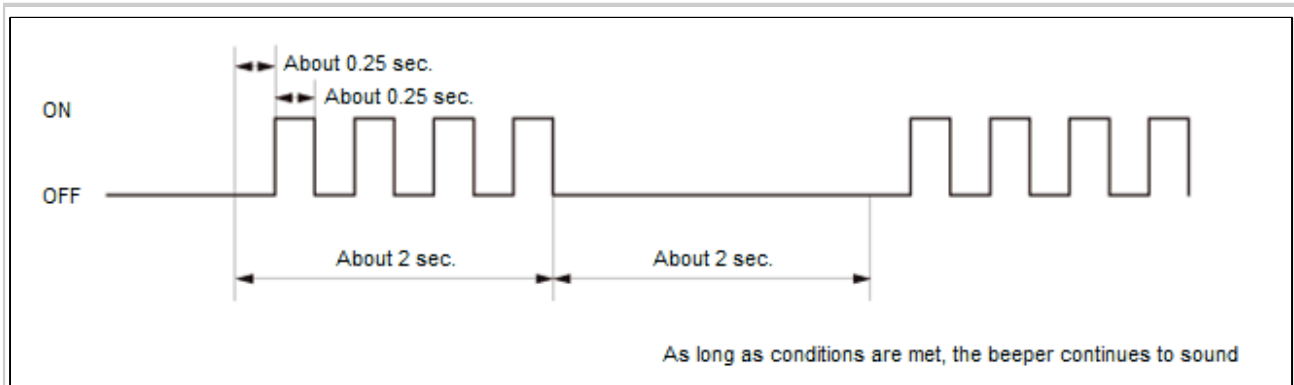 About 0.25 sec.
About 0.25 sec.
ON
OFF
About 2 sec.
About 2 sec.
As long as conditions are met, the beeper continues to sound